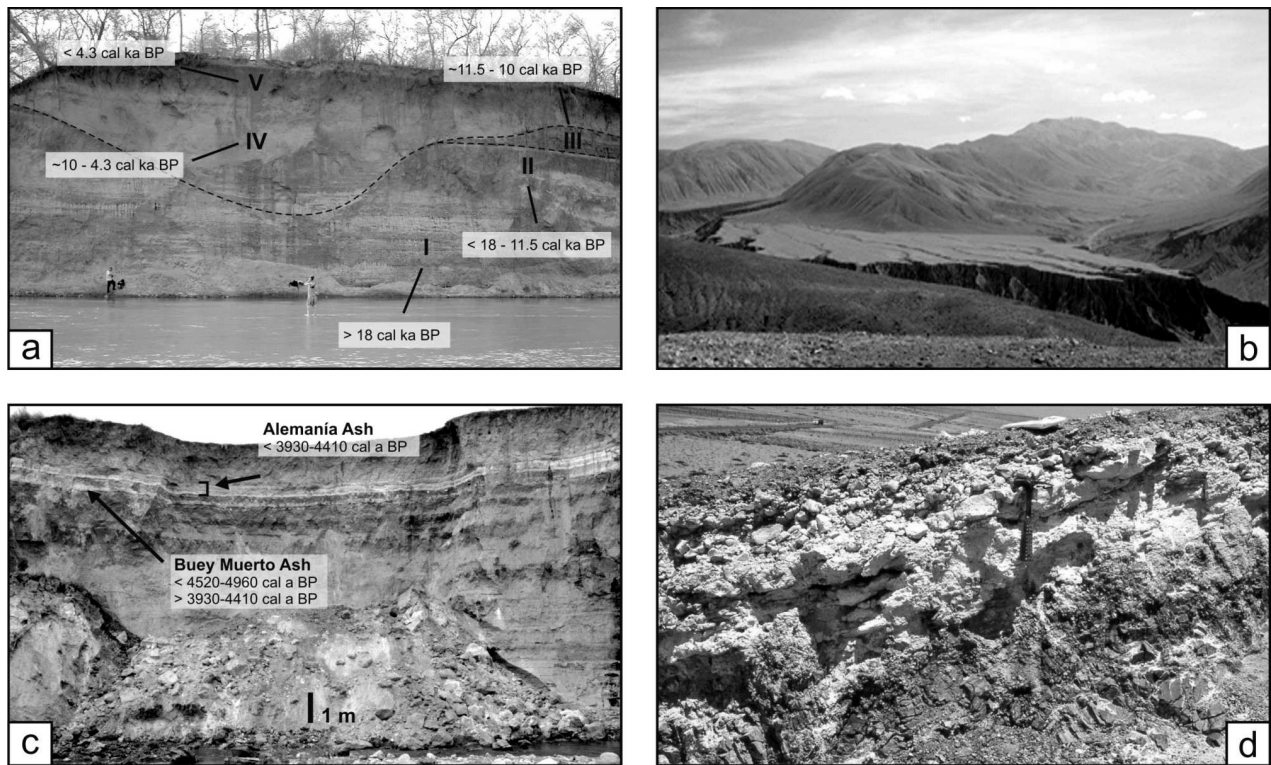 < 4.3 cal ka BP
V
~11.5 - 10 cal ka BP
IV
III
~10 - 4.3 cal ka BP
II
I
< 18 - 11.5 cal ka BP
> 18 cal ka BP
a
b
Alemanía Ash
< 3930-4410 cal a BP
Buey Muerto Ash
< 4520-4960 cal a BP
> 3930-4410 cal a BP
1 m
c
d